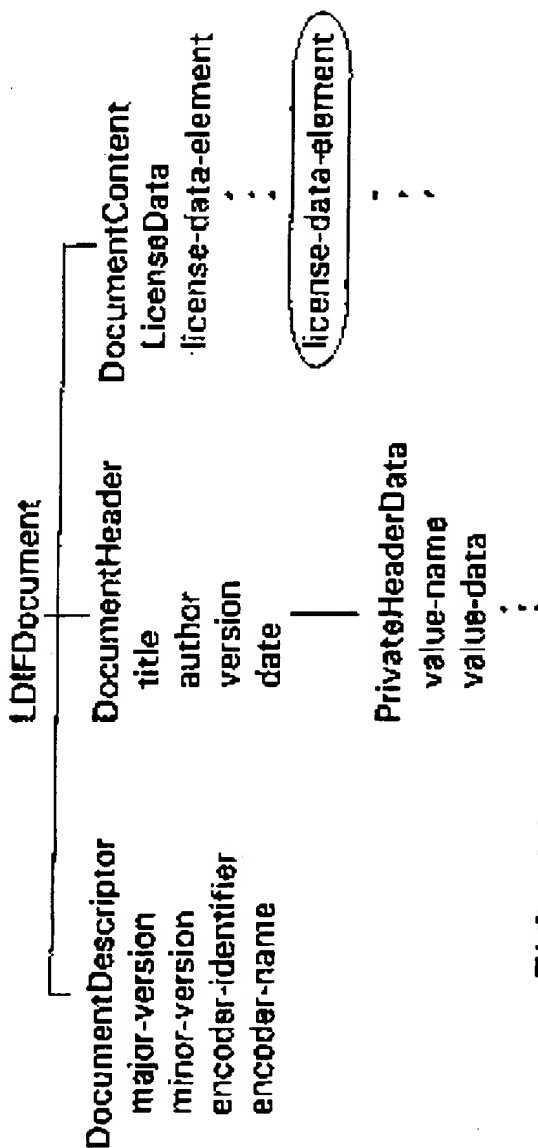 LDIFDocument
DocumentDescriptor
major-version
minor-version
encoder-identifier
encoder-name
DocumentHeader
title
author
version
date
PrivateHeaderData
value-name
value-data
DocumentContent
LicenseData
license-data-element
license-data-element